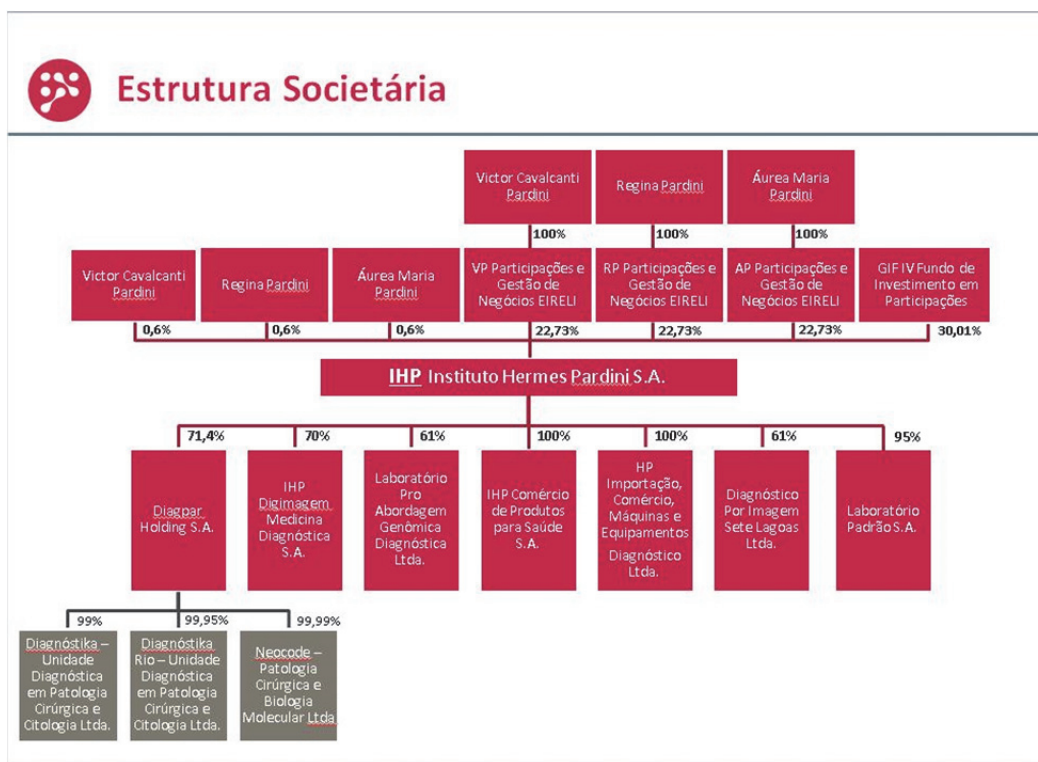 Estrutura Societária
Victor Cavalcanti
Pardini
Regina Pardini
Áurea Maria
Pardini
100%
100%
100%
Victor Cavalcanti
Pardini
Regina Pardini
Áurea Maria
Pardini
VP Participações e
Gestão de
Negócios EIRELI
RP Participações e
Gestão de
Negócios EIRELI
AP Participações e
Gestão de
Negócios EIRELI
GIF IV Fundo de
Investimento em
Participações
0,6%
0,6%
0,6%
22,73%
22,73%
22,73%
30,01%
IHP Instituto Hermes Pardini S.A.
71,4%
70%
61%
100%
100%
61%
95%
Diagpar
Holding S.A.
IHP
Digimagem
Medicina
Diagnóstica
S.A.
Laboratório
Pro
Abordagem
Genômica
Diagnóstica
Ltda.
IHP Comércio
de Produtos
para Saúde
S.A.
HP
Importação,
Comércio,
Máquinas e
Equipamentos
Diagnóstico
Ltda.
Diagnóstico
Por Imagem
Sete Lagoas
Ltda.
Laboratório
Padrão S.A.
99%
99,95%
99,99%
Diagnóstika –
Unidade
Diagnóstica
em Patologia
Cirúrgica e
Citologia Ltda.
Diagnóstika
Rio – Unidade
Diagnóstica
em Patologia
Cirúrgica e
Citologia Ltda.
Neocode –
Patologia
Cirúrgica e
Biologia
Molecular Ltda